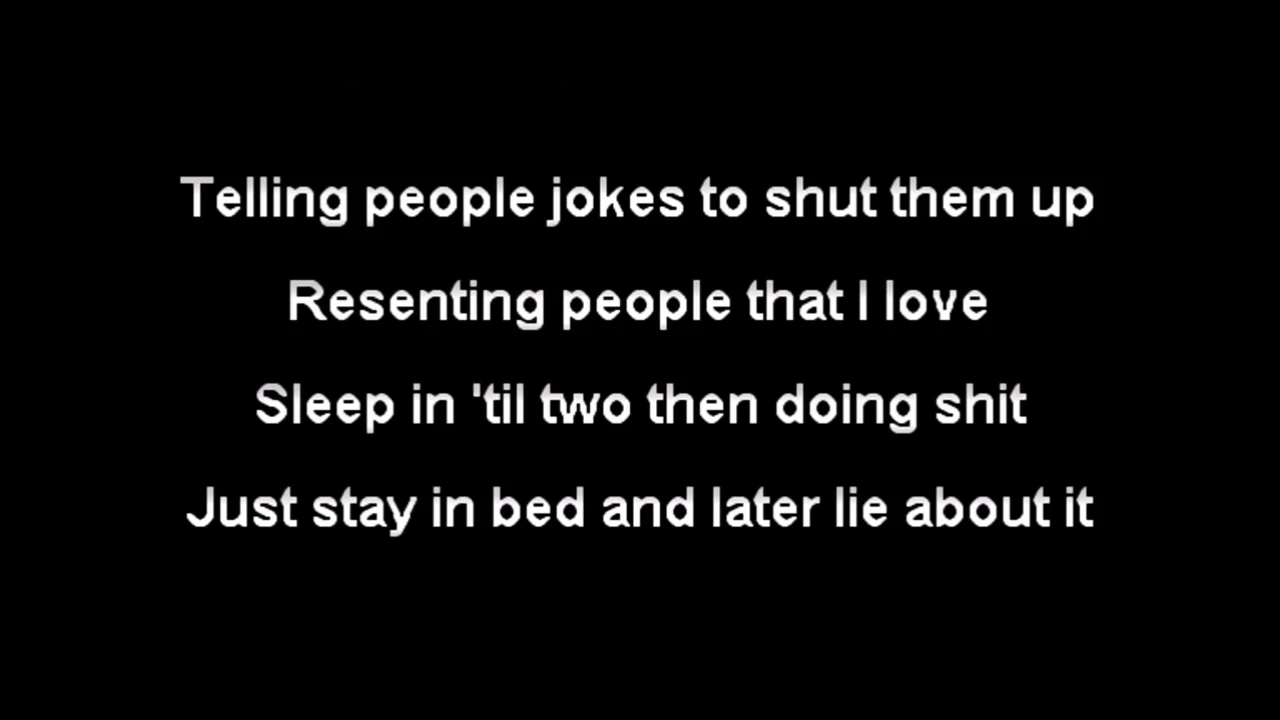 Telling people jokes to shut them up
Resenting people that I love
Sleep in 'til two then doing shit
Just stay in bed and later lie about it